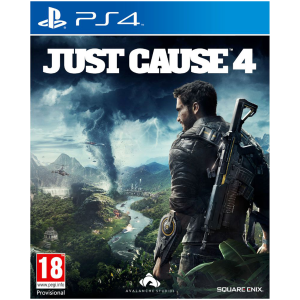 PS4
JUST CAUSE 4
18
www.pegi.info
Provisional
AVALANCHE STUDIOS
SQUARE ENIX